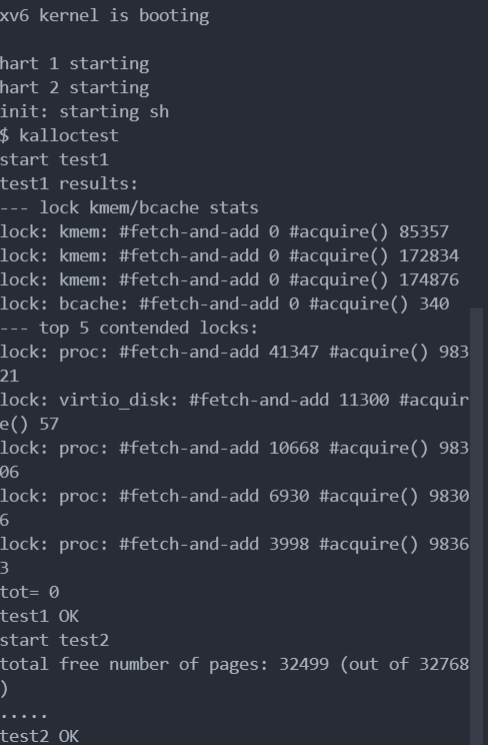 xv6 kernel is booting

hart 1 starting
hart 2 starting
init: starting sh
$ kalloctest
start test1
test1 results:
--- lock kmem/bcache stats
lock: kmem: #fetch-and-add 0 #acquire() 85357
lock: kmem: #fetch-and-add 0 #acquire() 172834
lock: kmem: #fetch-and-add 0 #acquire() 174876
lock: bcache: #fetch-and-add 0 #acquire() 340
--- top 5 contended locks:
lock: proc: #fetch-and-add 41347 #acquire() 983
21
lock: virtio_disk: #fetch-and-add 11300 #acquir
e() 57
lock: proc: #fetch-and-add 10668 #acquire() 983
06
lock: proc: #fetch-and-add 6930 #acquire() 9830
6
lock: proc: #fetch-and-add 3998 #acquire() 9836
3
tot= 0
test1 OK
start test2
total free number of pages: 32499 (out of 32768
)
.....
test2 OK